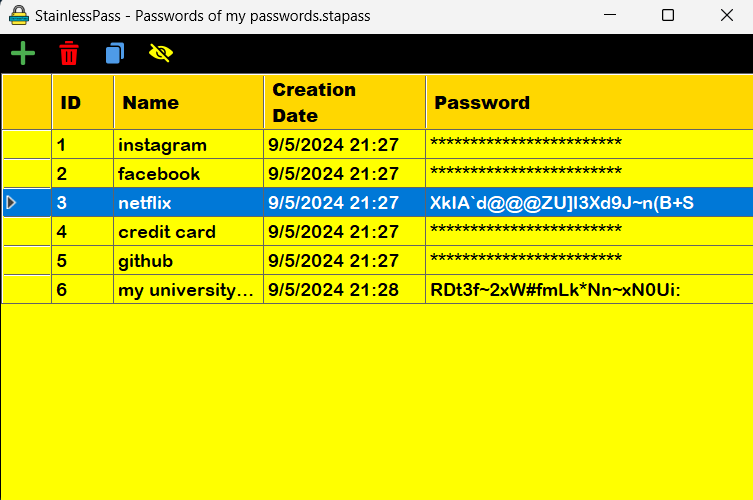 StainlessPass - Passwords of my passwords.stapass
ID Name Creation Date Password
1 instagram 9/5/2024 21:27 ************************
2 facebook 9/5/2024 21:27 ************************
3 netflix 9/5/2024 21:27 XkIA`d@@@ZU]I3Xd9J~n(B+S
4 credit card 9/5/2024 21:27 ************************
5 github 9/5/2024 21:27 ************************
6 my university... 9/5/2024 21:28 RDt3f~2xW#fmLk*Nn~xN0Ui: